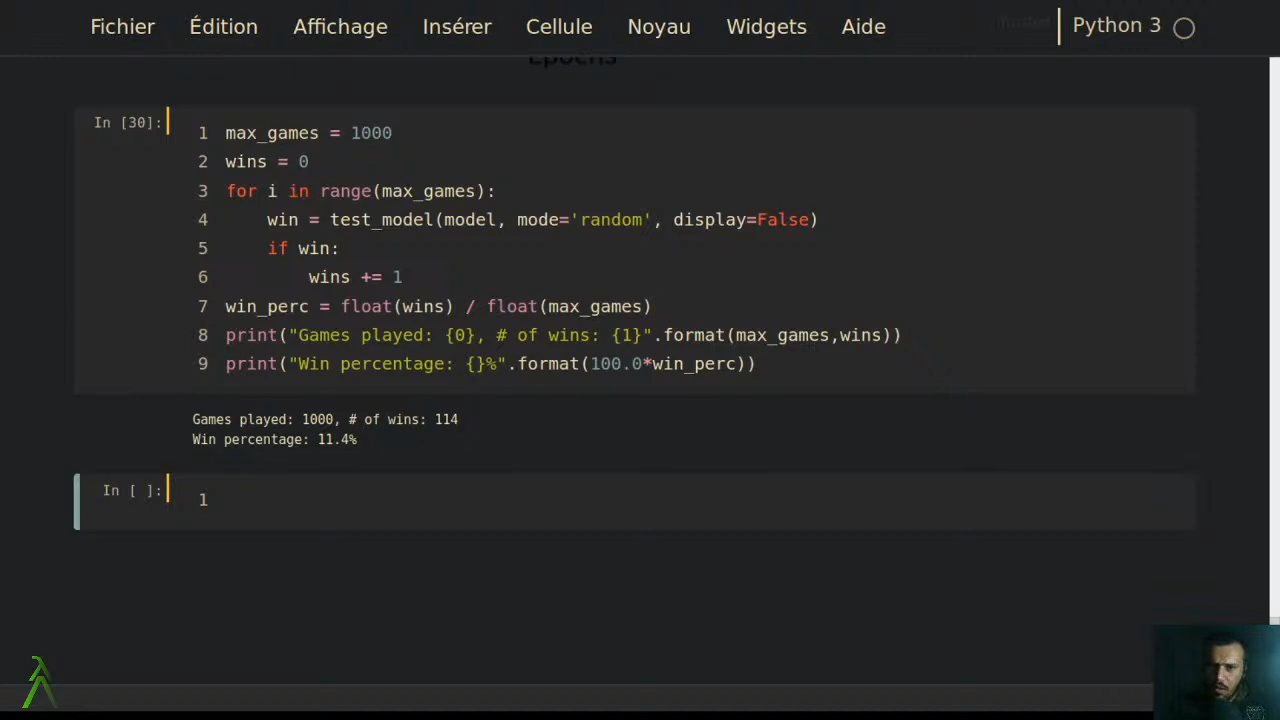 Fichier Édition Affichage Insérer Cellule Noyau Widgets Aide Python 3
Epochs
In [30]:
1 max_games = 1000
2 wins = 0
3 for i in range(max_games):
4     win = test_model(model, mode='random', display=False)
5     if win:
6         wins += 1
7 win_perc = float(wins) / float(max_games)
8 print("Games played: {0}, # of wins: {1}".format(max_games,wins))
9 print("Win percentage: {}%".format(100.0*win_perc))
Games played: 1000, # of wins: 114
Win percentage: 11.4%
In [ ]:
1